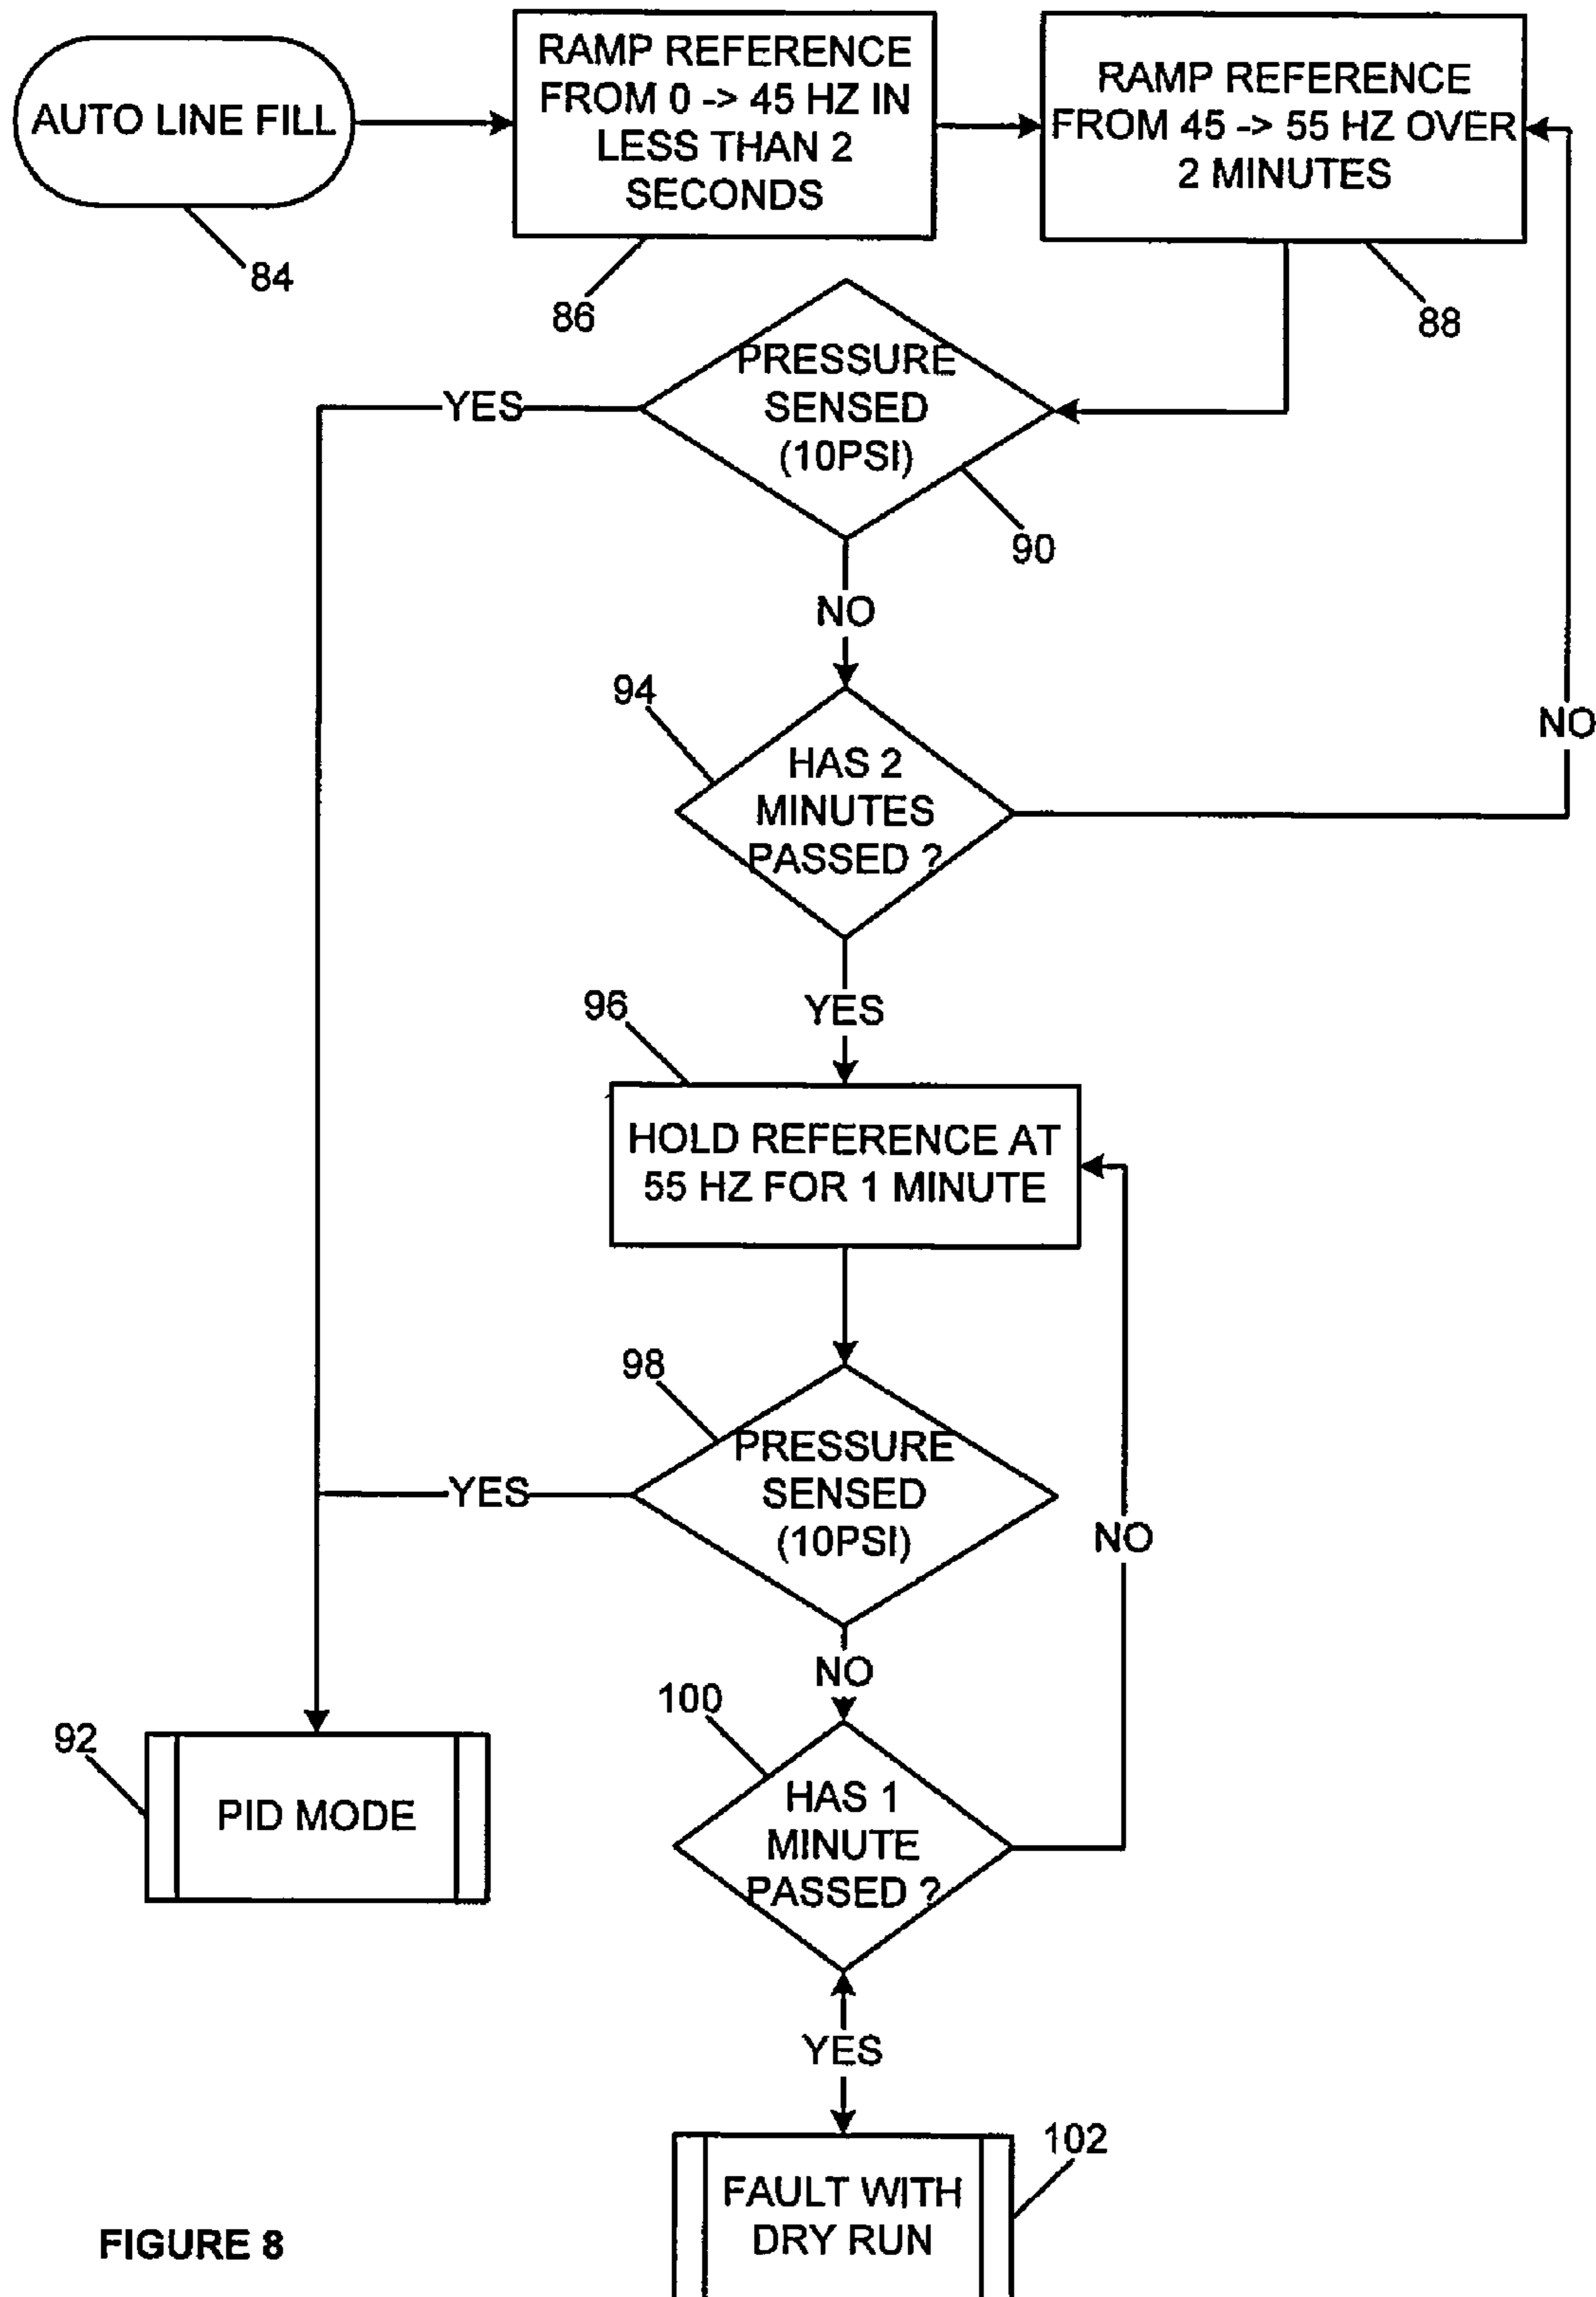 AUTO LINE FILL
84
RAMP REFERENCE
FROM 0 -> 45 HZ IN
LESS THAN 2
SECONDS
86
RAMP REFERENCE
FROM 45 -> 55 HZ OVER
2 MINUTES
88
PRESSURE
SENSED
(10PSI)
90
YES
NO
94
HAS 2
MINUTES
PASSED ?
NO
YES
96
HOLD REFERENCE AT
55 HZ FOR 1 MINUTE
98
PRESSURE
SENSED
(10PSI)
YES
NO
NO
100
HAS 1
MINUTE
PASSED ?
92
PID MODE
YES
102
FAULT WITH
DRY RUN
FIGURE 8